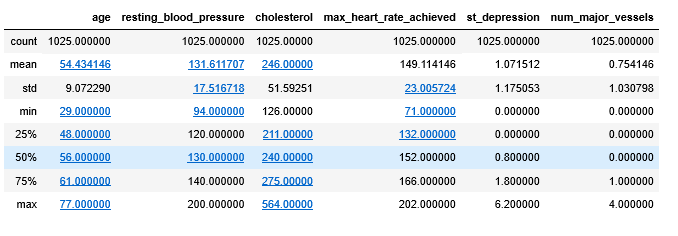 age resting_blood_pressure cholesterol max_heart_rate_achieved st_depression num_major_vessels
count 1025.000000 1025.000000 1025.00000 1025.000000 1025.000000 1025.000000
mean 54.434146 131.611707 246.00000 149.114146 1.071512 0.754146
std 9.072290 17.516718 51.59251 23.005724 1.175053 1.030798
min 29.000000 94.000000 126.00000 71.000000 0.000000 0.000000
25% 48.000000 120.000000 211.00000 132.000000 0.000000 0.000000
50% 56.000000 130.000000 240.00000 152.000000 0.800000 0.000000
75% 61.000000 140.000000 275.00000 166.000000 1.800000 1.000000
max 77.000000 200.000000 564.00000 202.000000 6.200000 4.000000